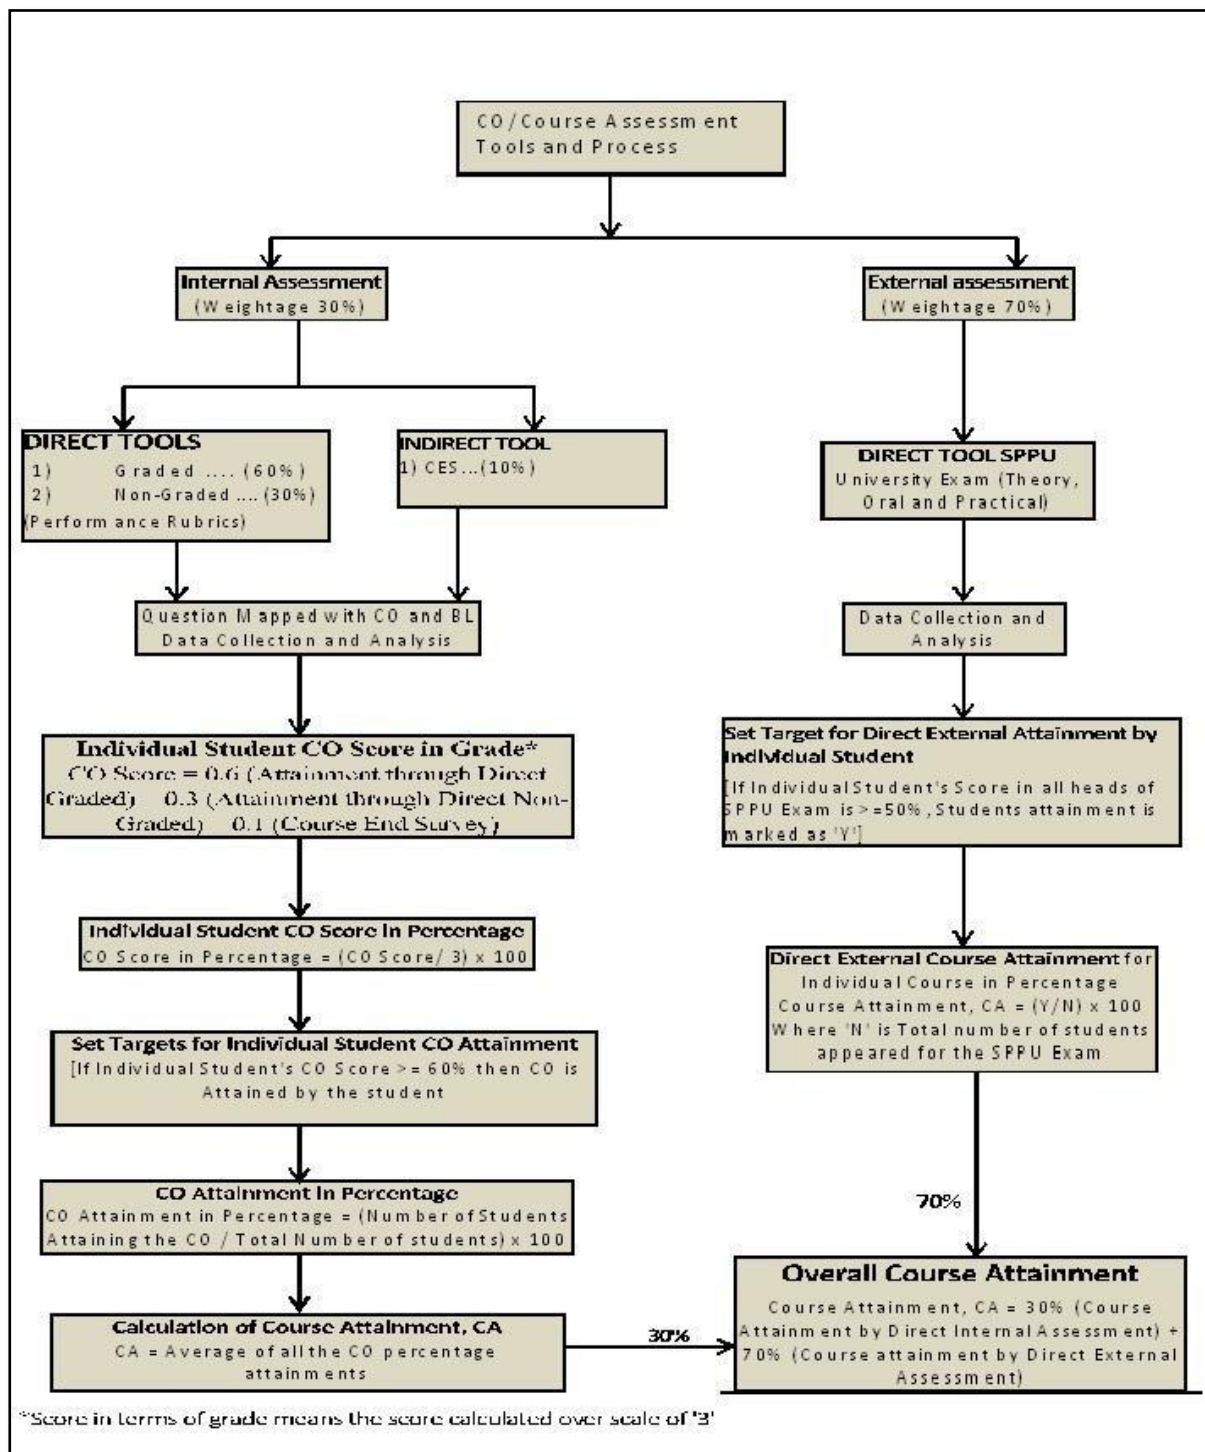 CO/Course Assessment
Tools and Process
Internal Assessment
(Weightage 30%)
External assessment
(Weightage 70%)
DIRECT TOOLS
1) Graded .... (60%)
2) Non-Graded .... (30%)
(Performance Rubrics)
INDIRECT TOOL
1) CES...(10%)
DIRECT TOOL SPPU
University Exam (Theory,
Oral and Practical)
Question Mapped with CO and BL
Data Collection and Analysis
Data Collection and
Analysis
Individual Student CO Score in Grade*
CO Score = 0.6 (Attainment through Direct
Graded) 0.3 (Attainment through Direct Non-
Graded) 0.1 (Course End Survey)
Set Target for Direct External Attainment by
Individual Student
[If Individual Student's Score in all heads of
SPPU Exam is >=50%, Students attainment is
marked as 'Y']
Individual Student CO Score in Percentage
CO Score in Percentage = (CO Score/ 3) x 100
Direct External Course Attainment for
Individual Course in Percentage
Course Attainment, CA = (Y/N) x 100
Where 'N' is Total number of students
appeared for the SPPU Exam
Set Targets for Individual Student CO Attainment
[If Individual Student's CO Score >= 60% then CO is
Attained by the student
CO Attainment in Percentage
CO Attainment in Percentage = (Number of Students
Attaining the CO / Total Number of students) x 100
70%
Calculation of Course Attainment, CA
CA = Average of all the CO percentage
attainments
30%
Overall Course Attainment
Course Attainment, CA = 30% (Course
Attainment by Direct Internal Assessment) +
70% (Course attainment by Direct External
Assessment)
*Score in terms of grade means the score calculated over scale of '3'